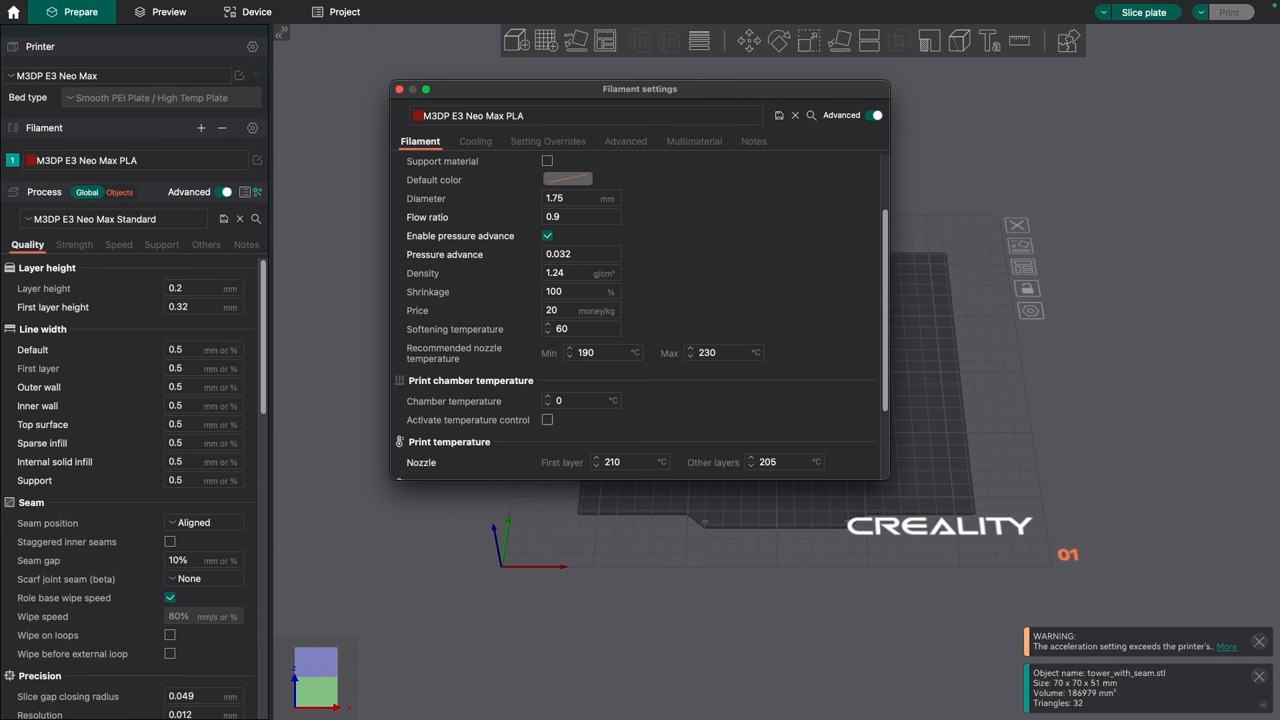 Prepare
Preview
Device
Project
Slice plate
Print
Printer
M3DP E3 Neo Max
Bed type
Smooth PEI Plate / High Temp Plate
Filament
1
M3DP E3 Neo Max PLA
Process
Global
Objects
Advanced
M3DP E3 Neo Max Standard
Quality
Strength
Speed
Support
Others
Notes
Layer height
Layer height 0.2 mm
First layer height 0.32 mm
Line width
Default 0.5 mm or %
First layer 0.5 mm or %
Outer wall 0.5 mm or %
Inner wall 0.5 mm or %
Top surface 0.5 mm or %
Sparse infill 0.5 mm or %
Internal solid infill 0.5 mm or %
Support 0.5 mm or %
Seam
Seam position Aligned
Staggered inner seams
Seam gap 10% mm or %
Scarf joint seam (beta) None
Role base wipe speed
Wipe speed 80% mm/s or %
Wipe on loops
Wipe before external loop
Precision
Slice gap closing radius 0.049 mm
Resolution 0.012 mm
Filament settings
M3DP E3 Neo Max PLA
Advanced
Filament
Cooling
Setting Overrides
Advanced
Multimaterial
Notes
Support material
Default color
Diameter 1.75 mm
Flow ratio 0.9
Enable pressure advance
Pressure advance 0.032
Density 1.24 g/cm³
Shrinkage 100 %
Price 20 money/kg
Softening temperature 60
Recommended nozzle
temperature
Min 190 °C Max 230 °C
Print chamber temperature
Chamber temperature 0 °C
Activate temperature control
Print temperature
Nozzle First layer 210 °C Other layers 205 °C
CREALITY
01
z
x
WARNING:
The acceleration setting exceeds the printer's.. More
Object name: tower_with_seam.stl
Size: 70 x 70 x 51 mm
Volume: 186979 mm³
Triangles: 32